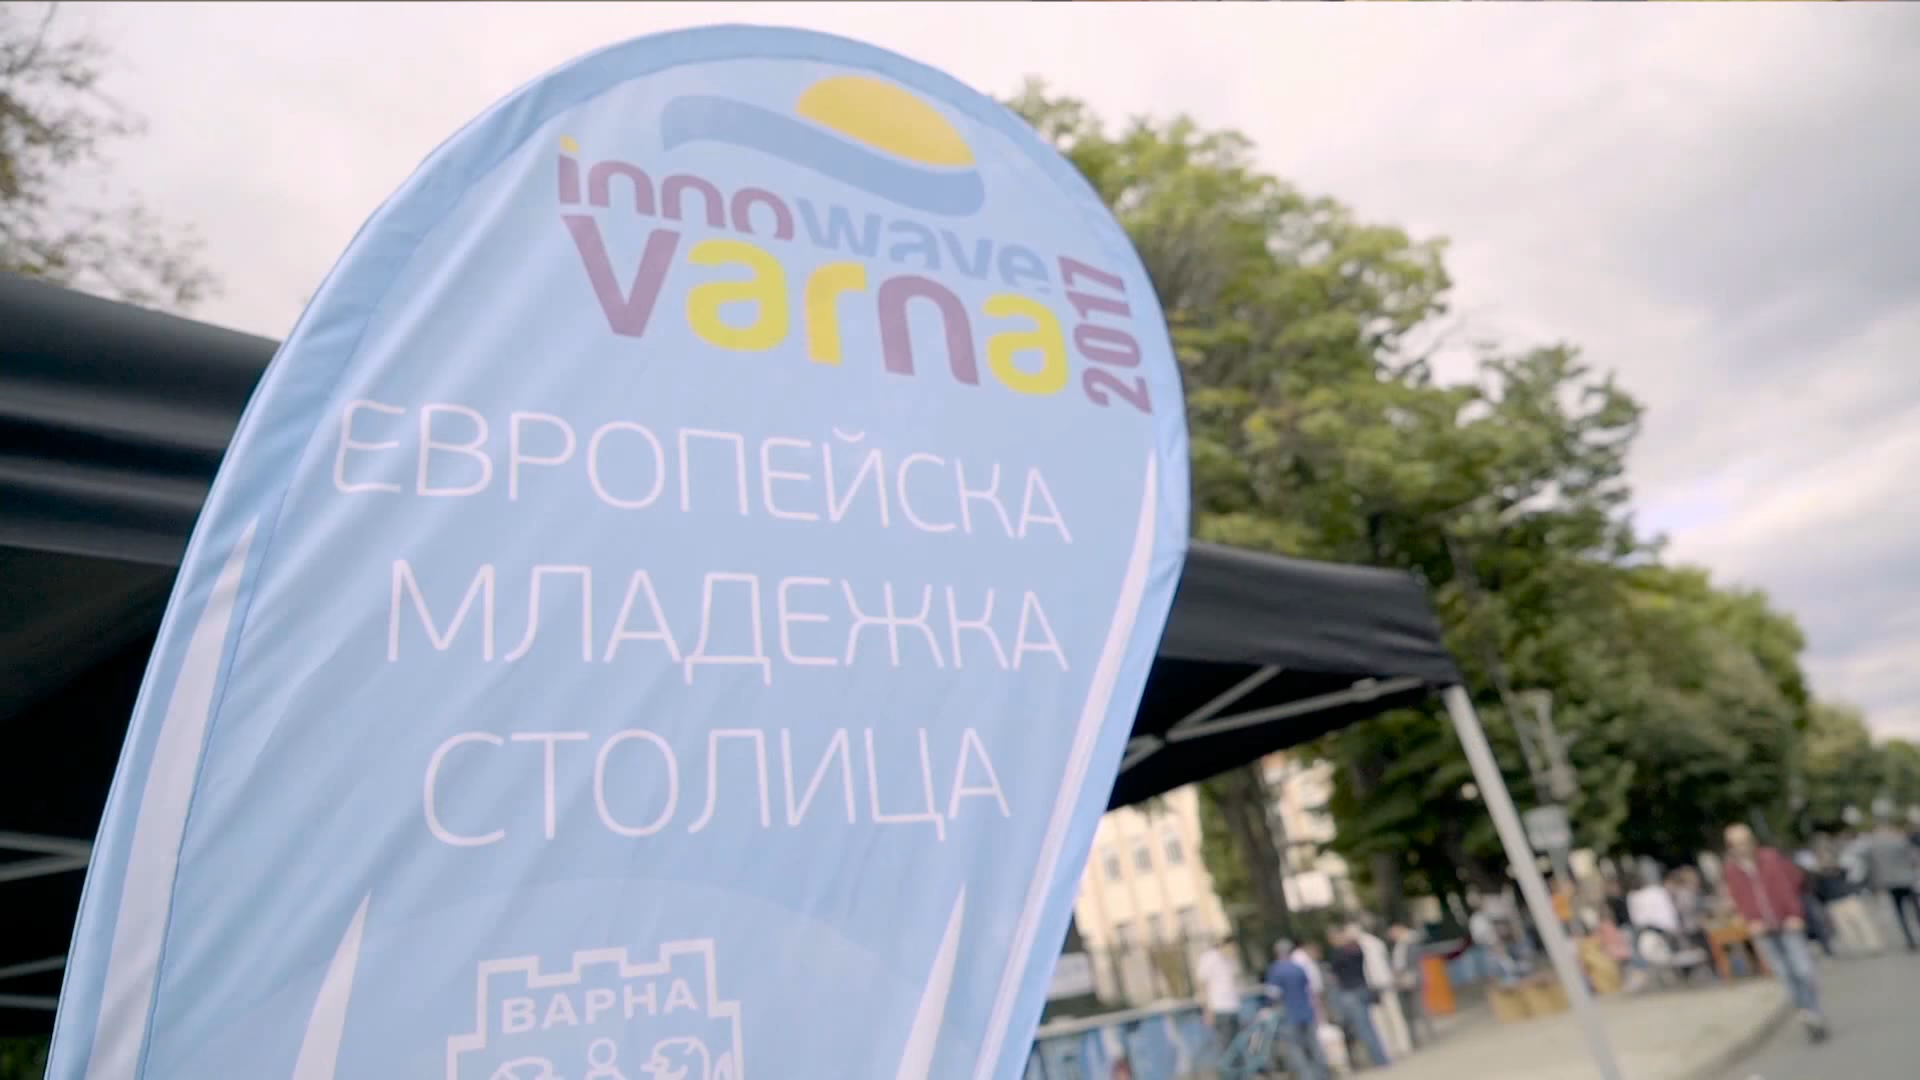 innowave
varna 2017
ЕВРОПЕЙСКА
МЛАДЕЖКА
СТОЛИЦА
ВАРНА